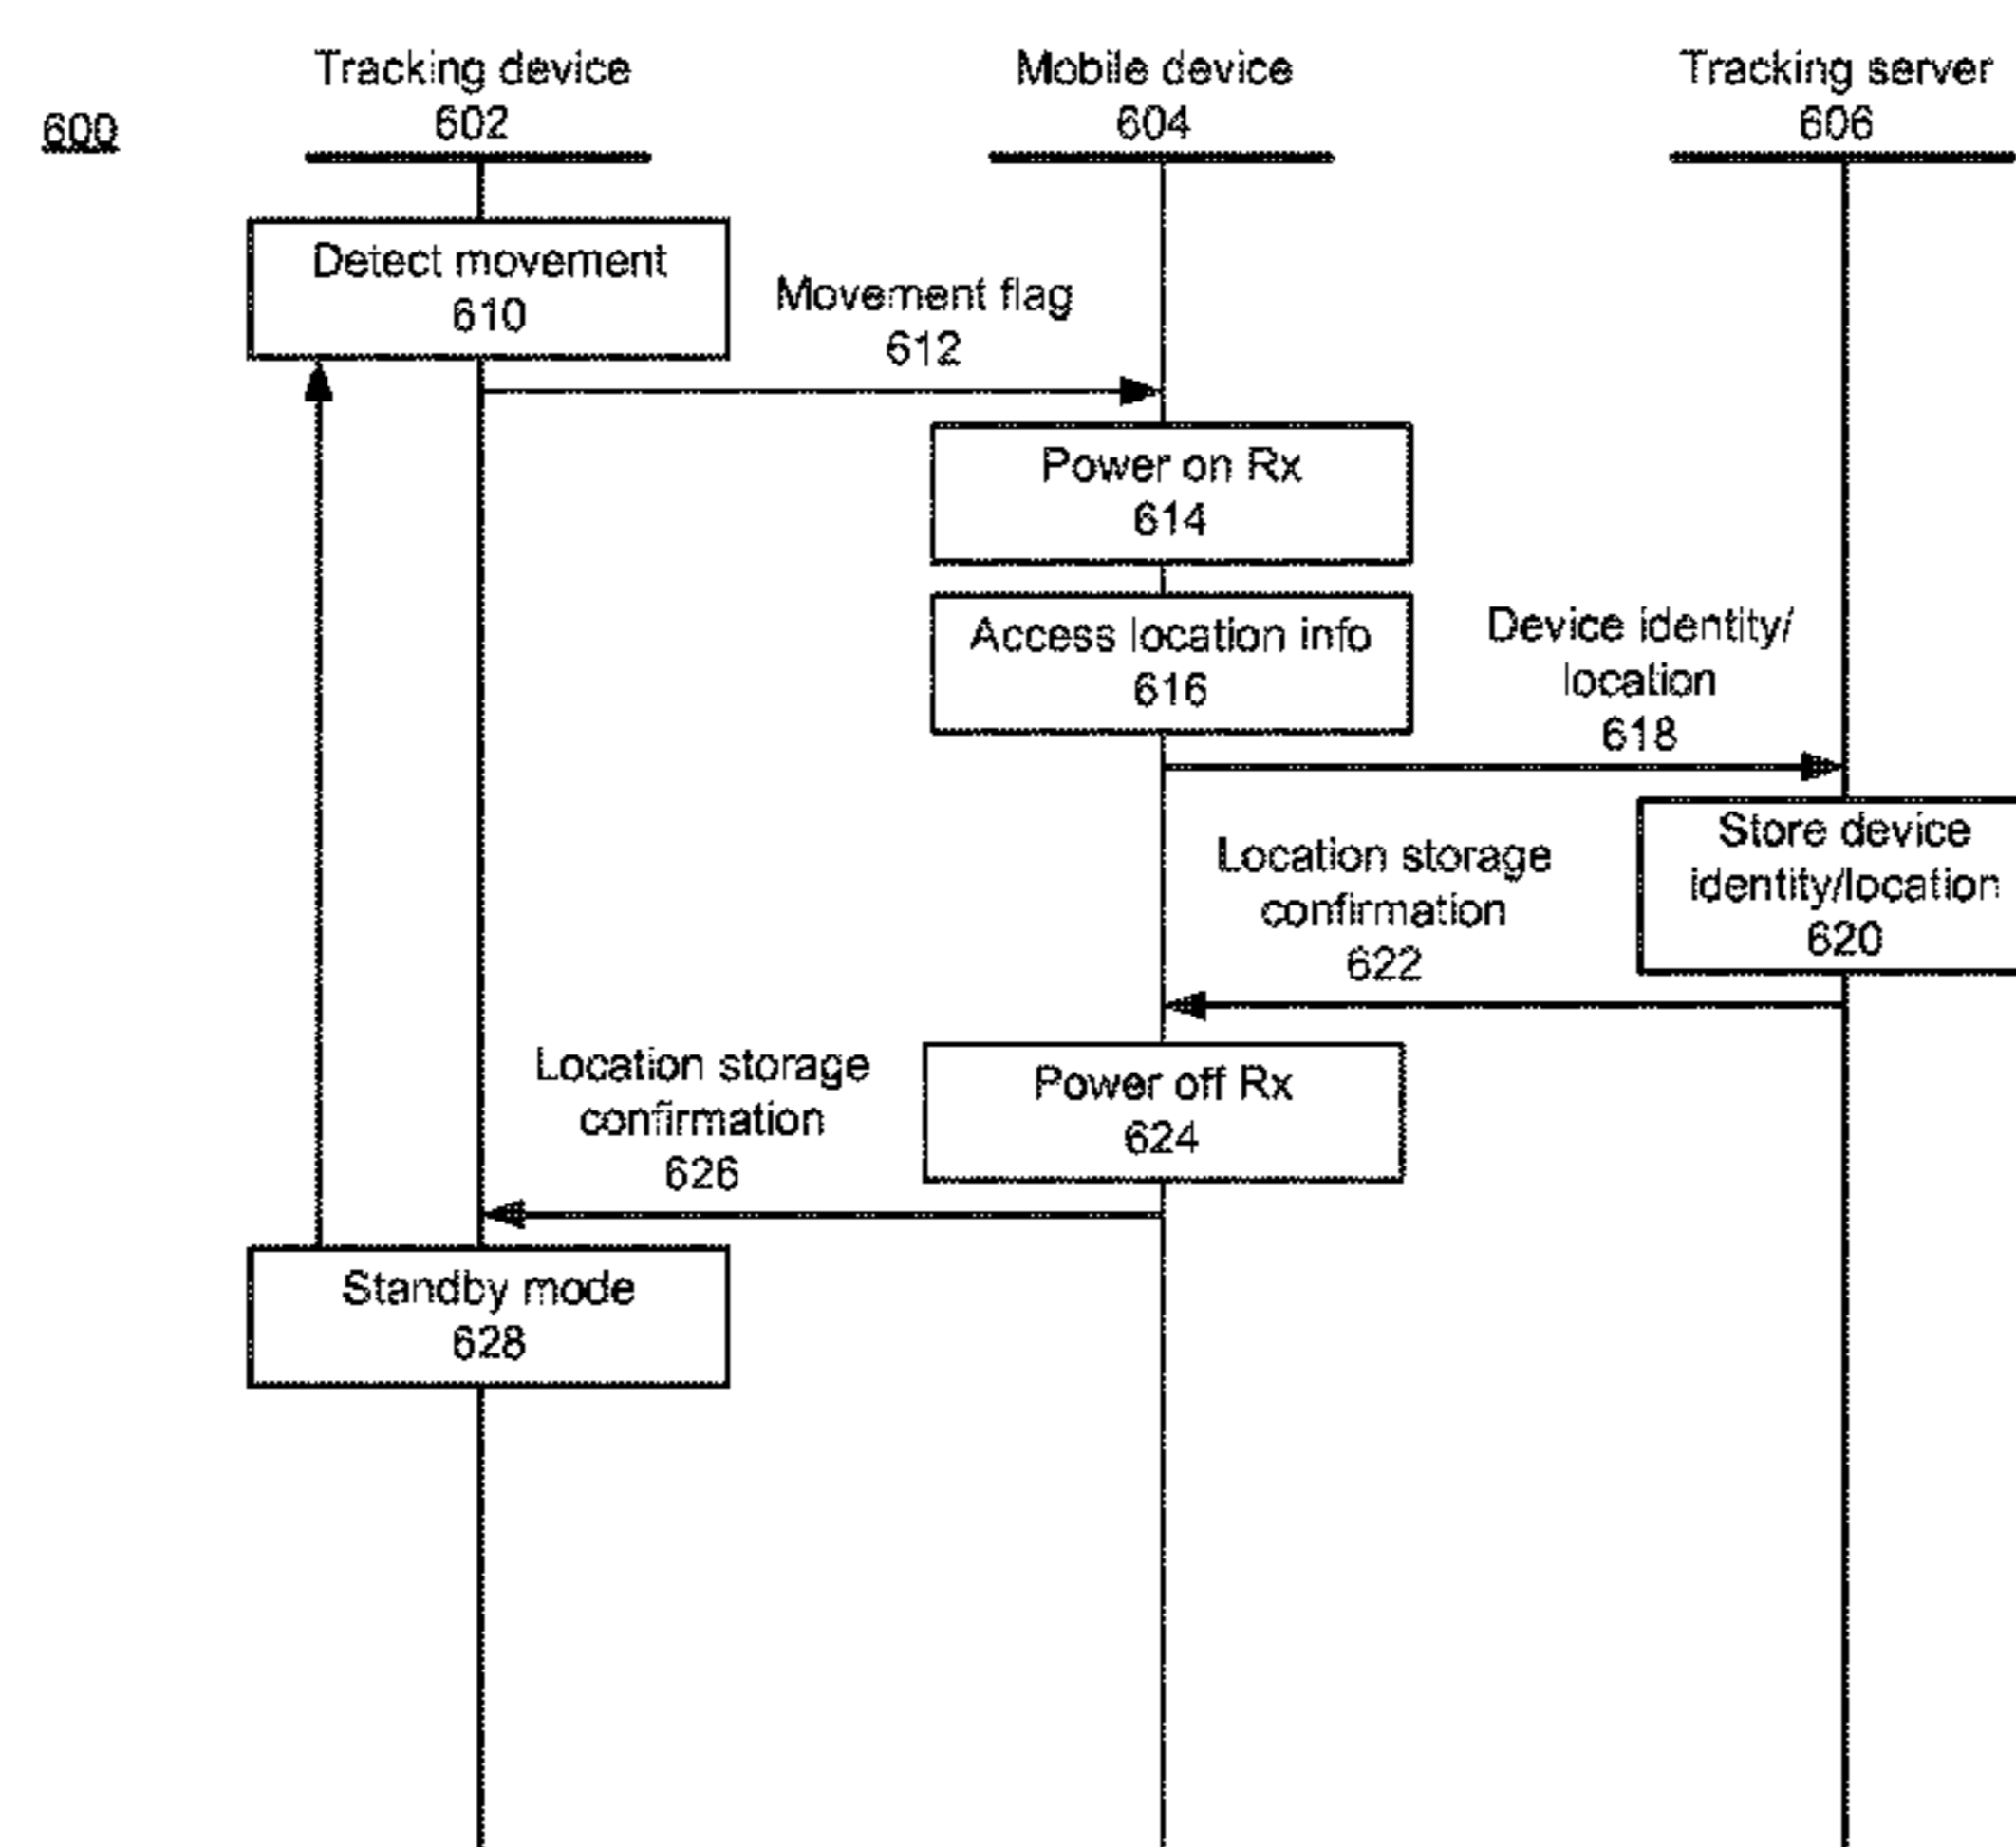 600
Tracking device
602
Mobile device
604
Tracking server
606
Detect movement
610
Movement flag
612
Power on Rx
614
Access location info
616
Device identity/
location
618
Store device
identity/location
620
Location storage
confirmation
622
Power off Rx
624
Location storage
confirmation
626
Standby mode
628